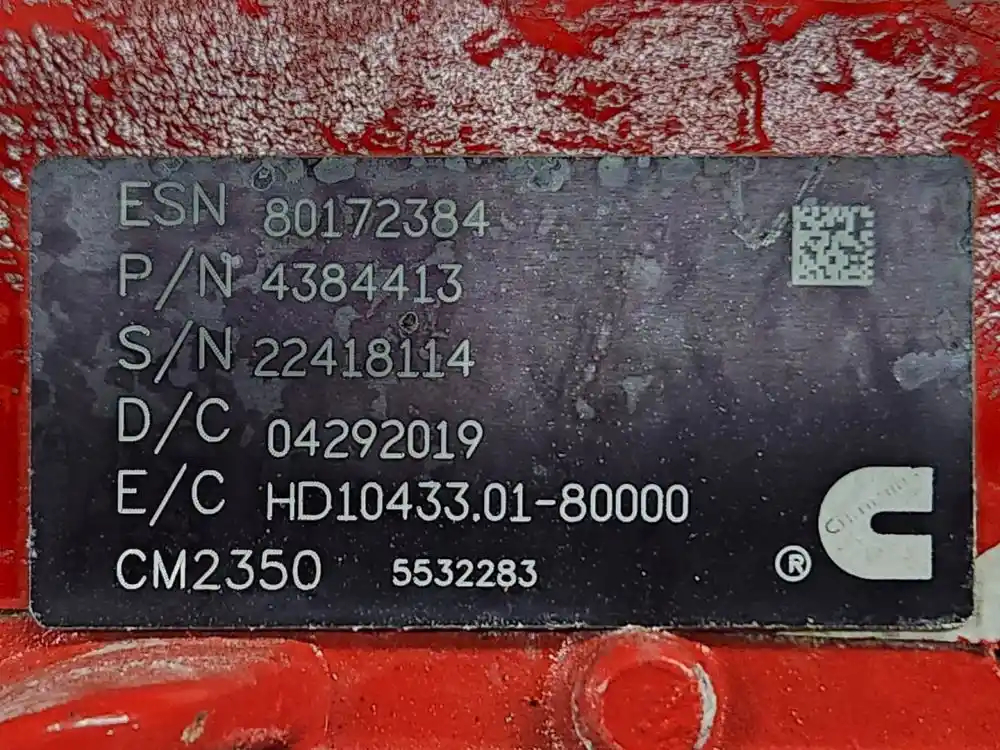 ESN 80172384
P/N 4384413
S/N 22418114
D/C 04292019
E/C HD10433.01-80000
CM2350 5532283
®